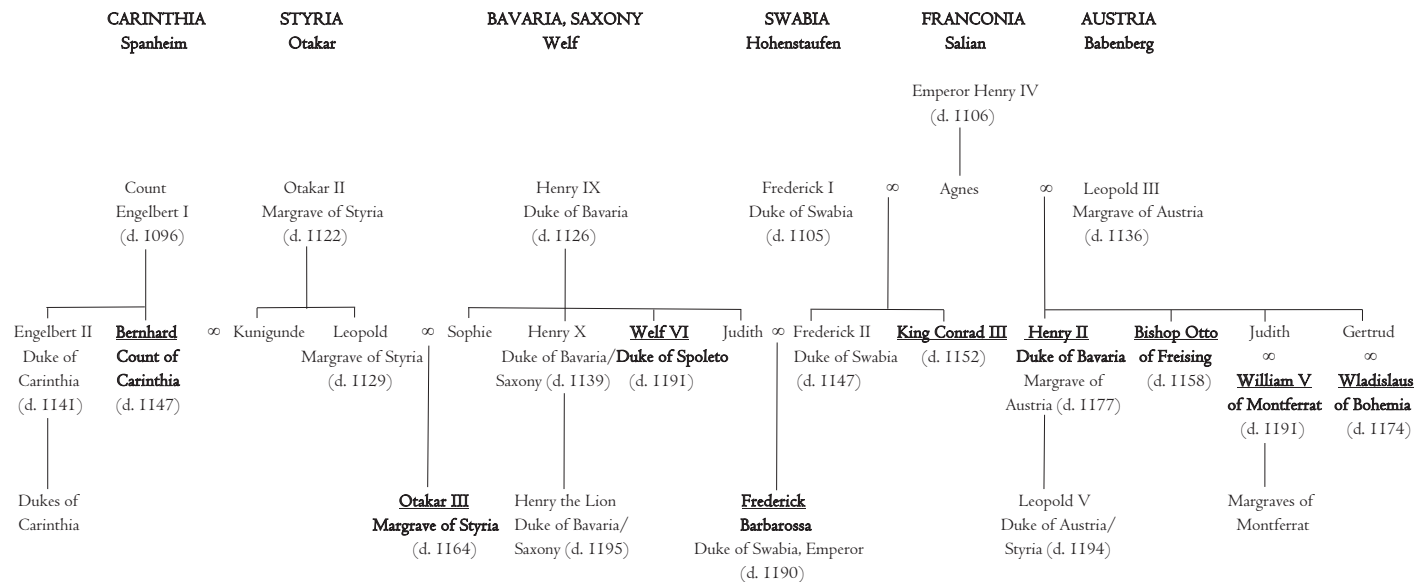 CARINTHIA STYRIA BAVARIA, SAXONY SWABIA FRANCONIA AUSTRIA
Spanheim Otakar Welf Hohenstaufen Salian Babenberg
Emperor Henry IV
(d. 1106)
Count Otakar II Henry IX Frederick I ∞ Agnes ∞ Leopold III
Engelbert I Margrave of Styria Duke of Bavaria Duke of Swabia Margrave of Austria
(d. 1096) (d. 1122) (d. 1126) (d. 1105) (d. 1136)
Engelbert II Bernhard ∞ Kunigunde Leopold ∞ Sophie Henry X Welf VI Judith ∞ Frederick II King Conrad III Henry II Bishop Otto Judith Gertrud
Duke of Count of Margrave of Styria Duke of Bavaria/ Duke of Spoleto Duke of Swabia (d. 1152) Duke of Bavaria of Freising ∞ ∞
Carinthia Carinthia (d. 1129) Saxony (d. 1139) (d. 1191) (d. 1147) Margrave of (d. 1158) William V Wladislaus
(d. 1141) (d. 1147) Austria (d. 1177) of Montferrat of Bohemia
(d. 1191) (d. 1174)
Dukes of Otakar III Henry the Lion Frederick Leopold V Margraves of
Carinthia Margrave of Styria Duke of Bavaria/ Barbarossa Duke of Austria/ Montferrat
(d. 1164) Saxony (d. 1195) Duke of Swabia, Emperor Styria (d. 1194)
(d. 1190)